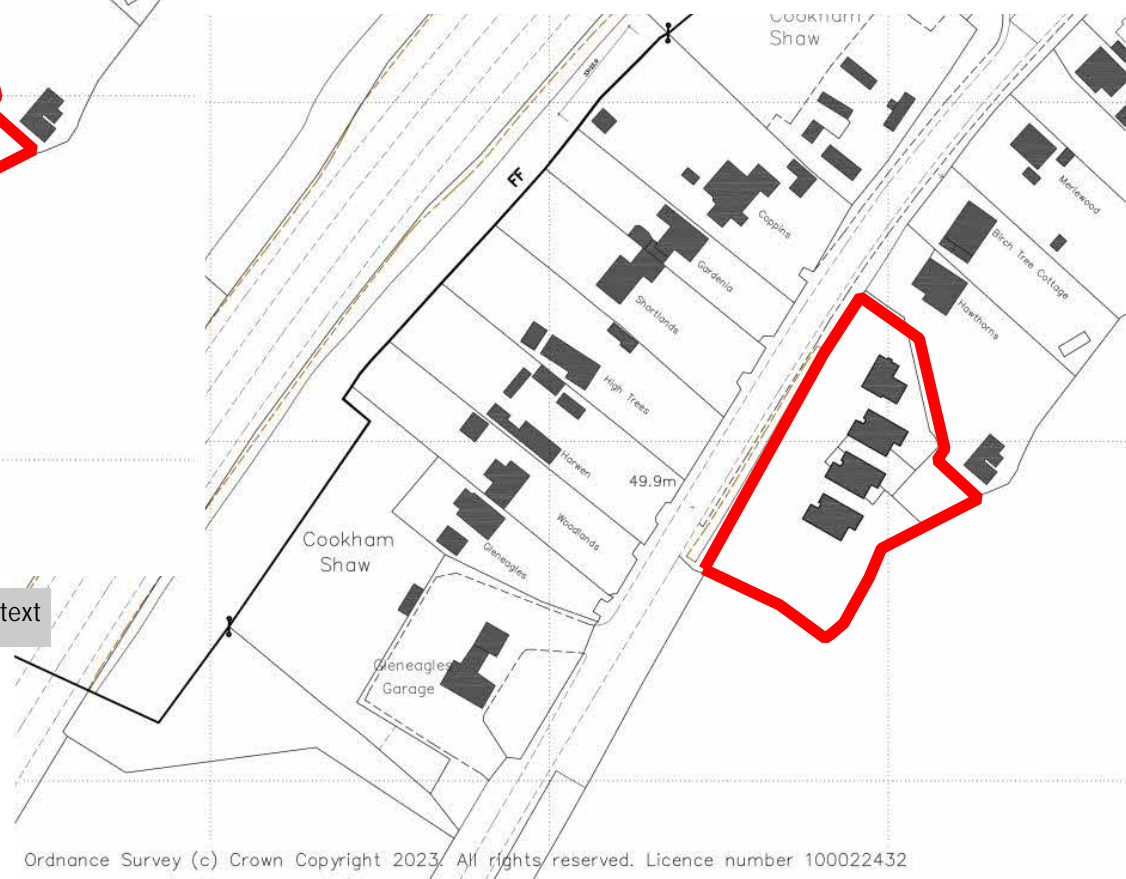 Cookham
Shaw
FF
Merlewood
Coppins
Birch Tree Cottage
Gardenia
Hawthorns
Shortlands
High Trees
Harwen
49.9m
Woodlands
Cookham
Shaw
Gleneagles
text
Gleneagles
Garage
Ordnance Survey (c) Crown Copyright 2023. All rights reserved. Licence number 100022432